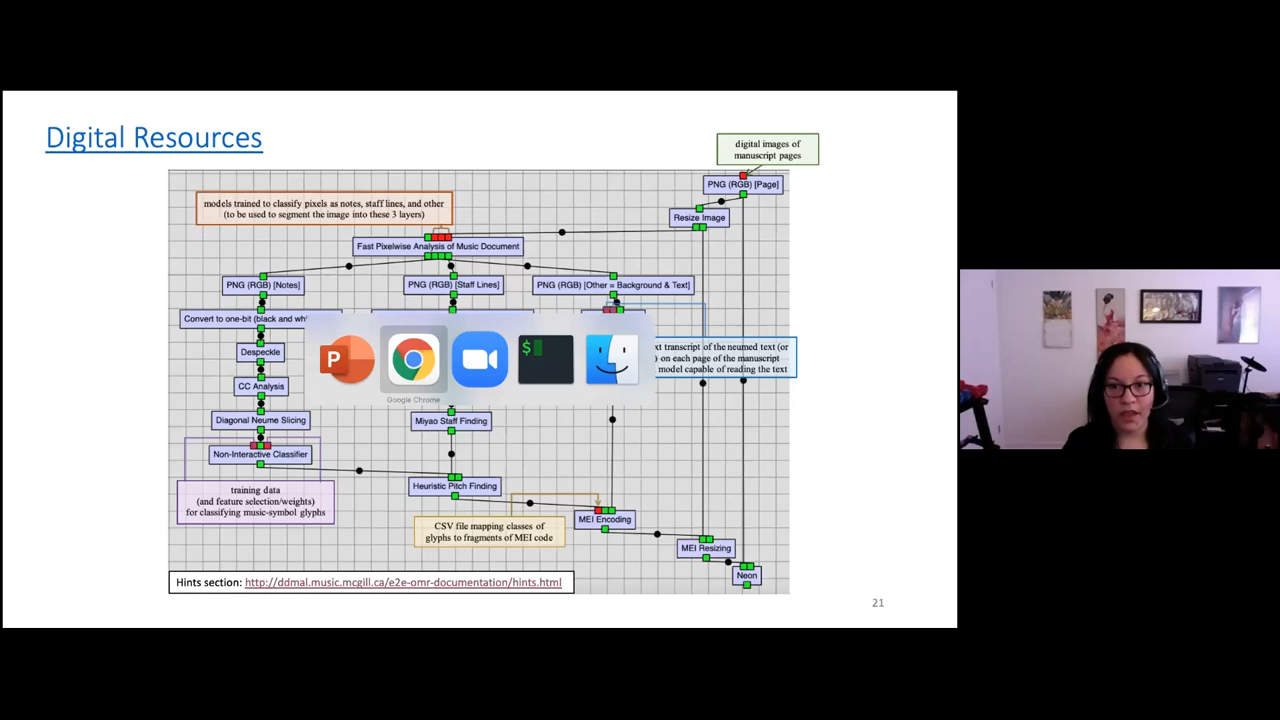 Digital Resources
digital images of
manuscript pages
PNG (RGB) [Page]
models trained to classify pixels as notes, staff lines, and other
(to be used to segment the image into these 3 layers)
Resize Image
Fast Pixelwise Analysis of Music Document
PNG (RGB) [Notes]
PNG (RGB) [Staff Lines]
PNG (RGB) [Other = Background & Text]
Convert to one-bit (black and
Despeckle
xt transcript of the neumed text (or
) on each page of the manuscript
model capable of reading the text
P
$
Google Chrome
CC Analysis
Diagonal Neume Slicing
Miyao Staff Finding
Non-Interactive Classifier
training data
(and feature selection/weights)
for classifying music-symbol glyphs
Heuristic Pitch Finding
CSV file mapping classes of
glyphs to fragments of MEI code
MEI Encoding
MEI Resizing
Neon
Hints section: http://ddmal.music.mcgill.ca/e2e-omr-documentation/hints.html
21